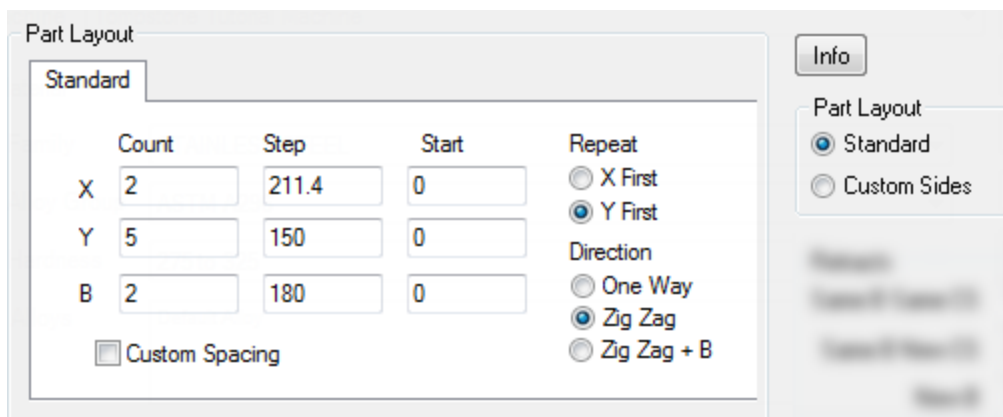 Part Layout
Info
Standard
Part Layout
Count Step Start Repeat
Standard
X 2 211.4 0 X First
Custom Sides
Y 5 150 0 Y First
Direction
B 2 180 0 One Way
Zig Zag
Custom Spacing Zig Zag + B